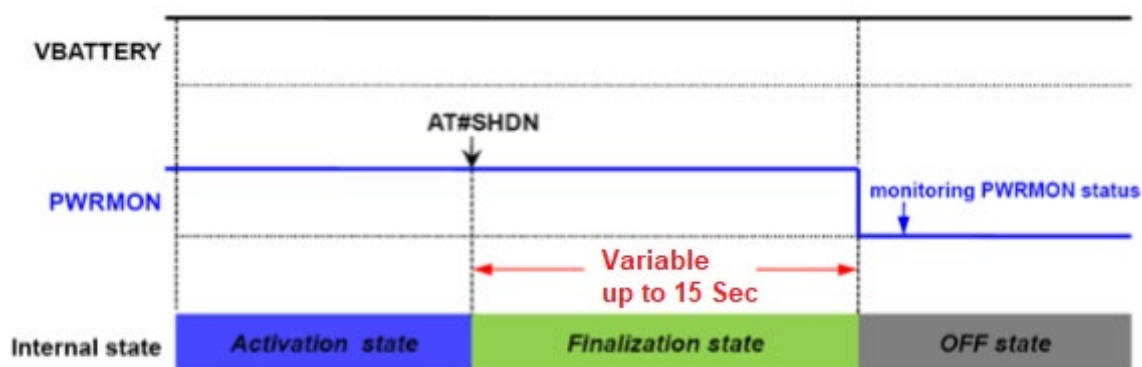 VBATTERY
AT#SHDN
PWRMON
monitoring PWRMON status
Variable
up to 15 Sec
Internal state
Activation state
Finalization state
OFF state